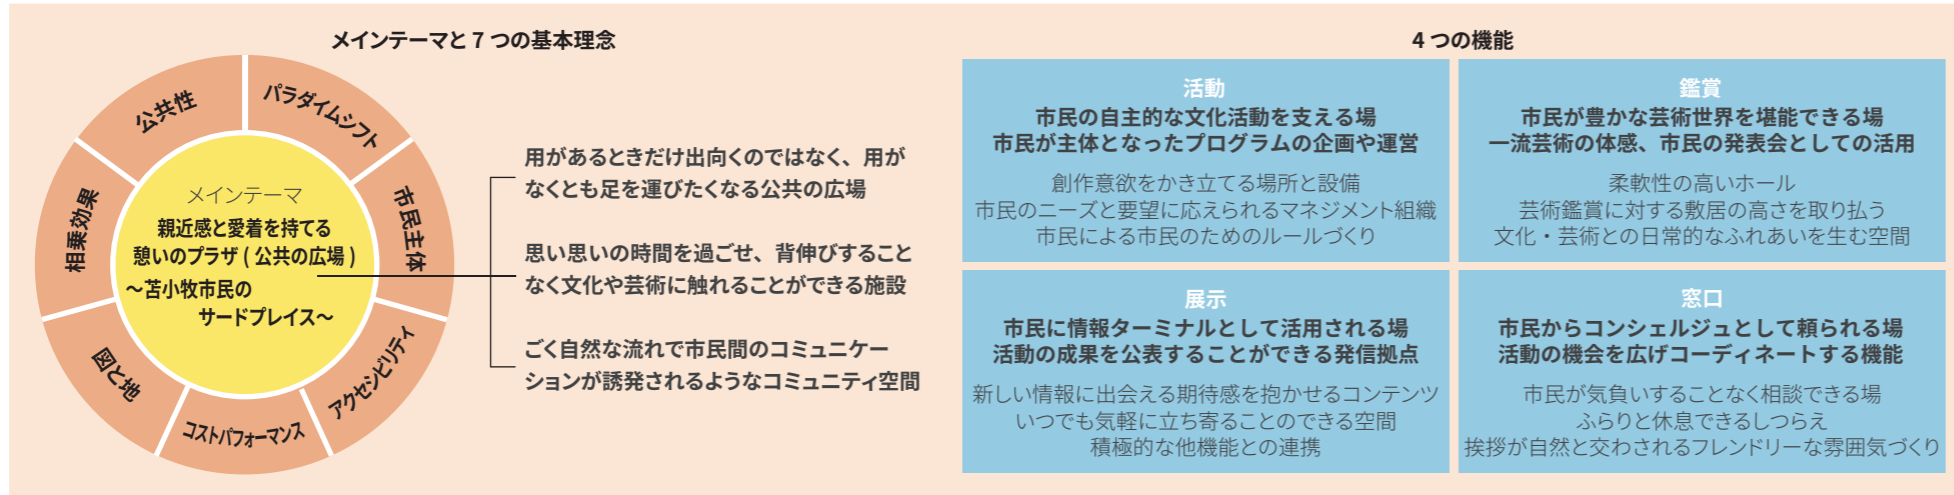 メインテーマと7つの基本理念
公共性
パラダイムシフト
市民主体
アクセシビリティ
コストパフォーマンス
図と地
相乗効果
メインテーマ
親近感と愛着を持てる
憩いのプラザ(公共の広場)
～苫小牧市民の
サードプレイス～
用があるときだけ出向くのではなく、用が
なくとも足を運びたくなる公共の広場
思い思いの時間を過ごせ、背伸びすること
なく文化や芸術に触れることができる施設
ごく自然な流れで市民間のコミュニケー
ションが誘発されるようなコミュニティ空間
4つの機能
活動
市民の自主的な文化活動を支える場
市民が主体となったプログラムの企画や運営
創作意欲をかき立てる場所と設備
市民のニーズと要望に応えられるマネジメント組織
市民による市民のためのルールづくり
鑑賞
市民が豊かな芸術世界を堪能できる場
一流芸術の体感、市民の発表会としての活用
柔軟性の高いホール
芸術鑑賞に対する敷居の高さを取り払う
文化・芸術との日常的なふれあいを生む空間
展示
市民に情報ターミナルとして活用される場
活動の成果を公表することができる発信拠点
新しい情報に出会える期待感を抱かせるコンテンツ
いつでも気軽に立ち寄ることのできる空間
積極的な他機能との連携
窓口
市民からコンシェルジュとして頼られる場
活動の機会を広げコーディネートする機能
市民が気負いすることなく相談できる場
ふらりと休息できるしつらえ
挨拶が自然と交わされるフレンドリーな雰囲気づくり